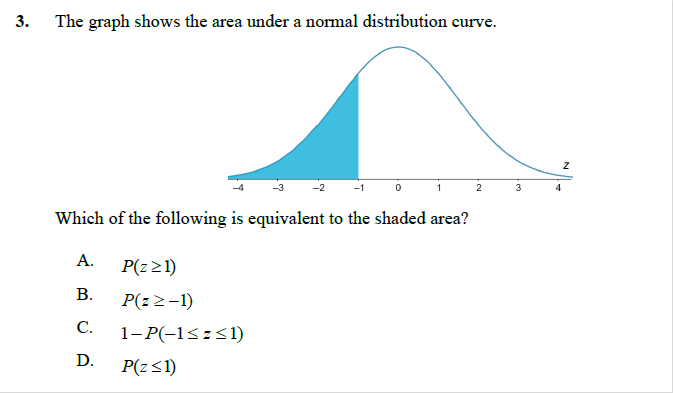 3. The graph shows the area under a normal distribution curve.
z
−4 −3 −2 −1 0 1 2 3 4
Which of the following is equivalent to the shaded area?
A. P(z ≥ 1)
B. P(z ≥ −1)
C. 1 − P(−1 ≤ z ≤ 1)
D. P(z ≤ 1)